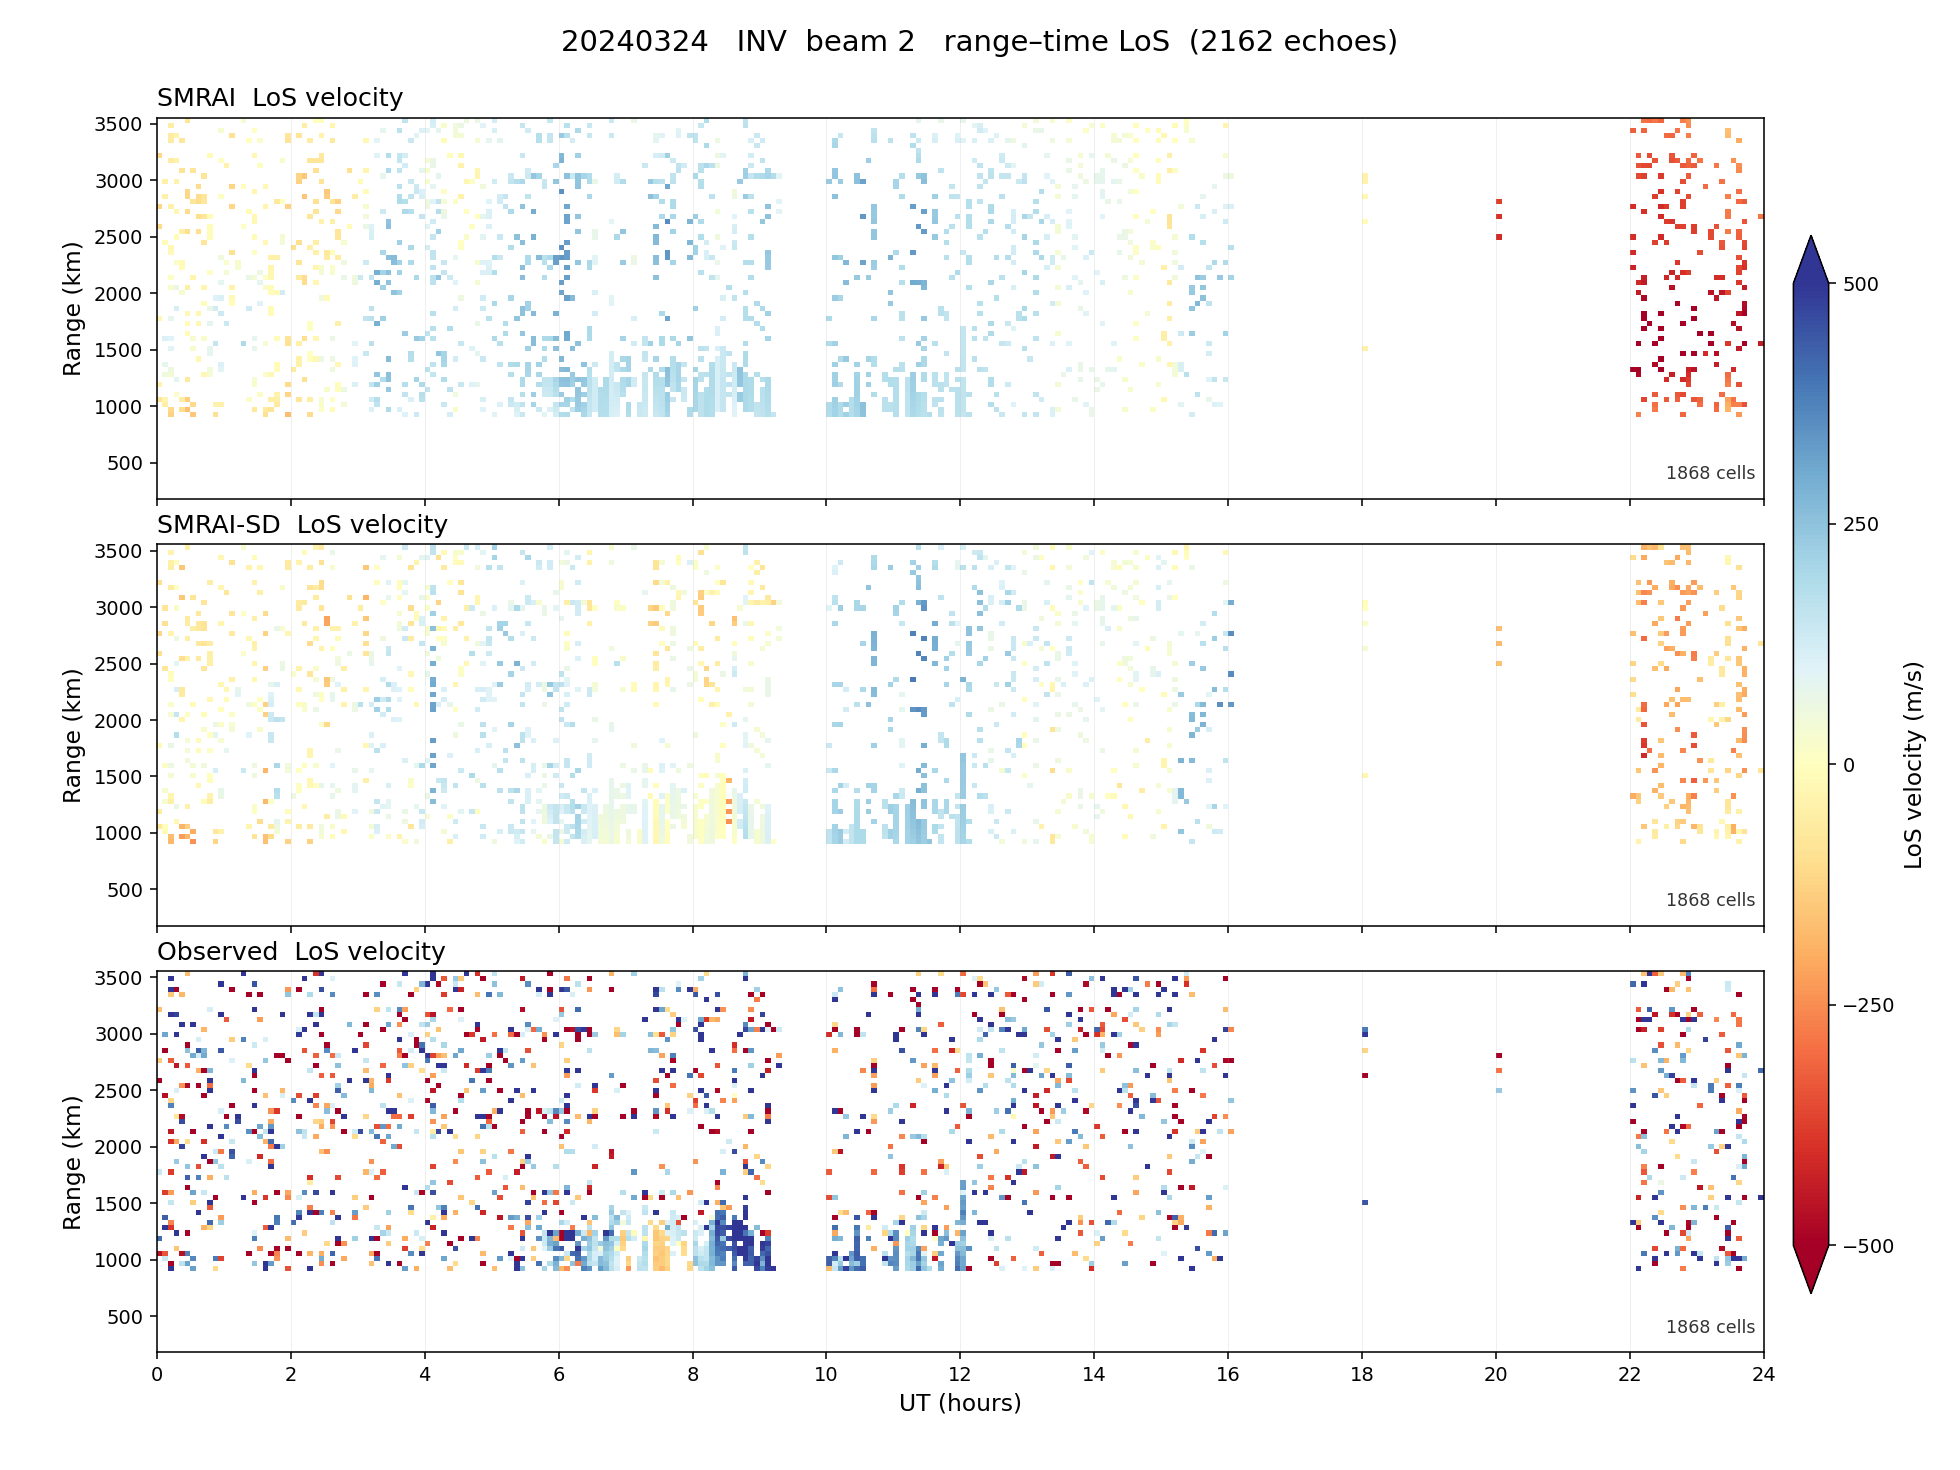 20240324   INV  beam 2   range–time LoS  (2162 echoes)
SMRAI  LoS velocity
3500
3000
2500
2000
1500
1000
500
Range (km)
1868 cells
SMRAI-SD  LoS velocity
3500
3000
2500
2000
1500
1000
500
Range (km)
1868 cells
Observed  LoS velocity
3500
3000
2500
2000
1500
1000
500
Range (km)
1868 cells
0 2 4 6 8 10 12 14 16 18 20 22 24
UT (hours)
500
250
0
−250
−500
LoS velocity (m/s)